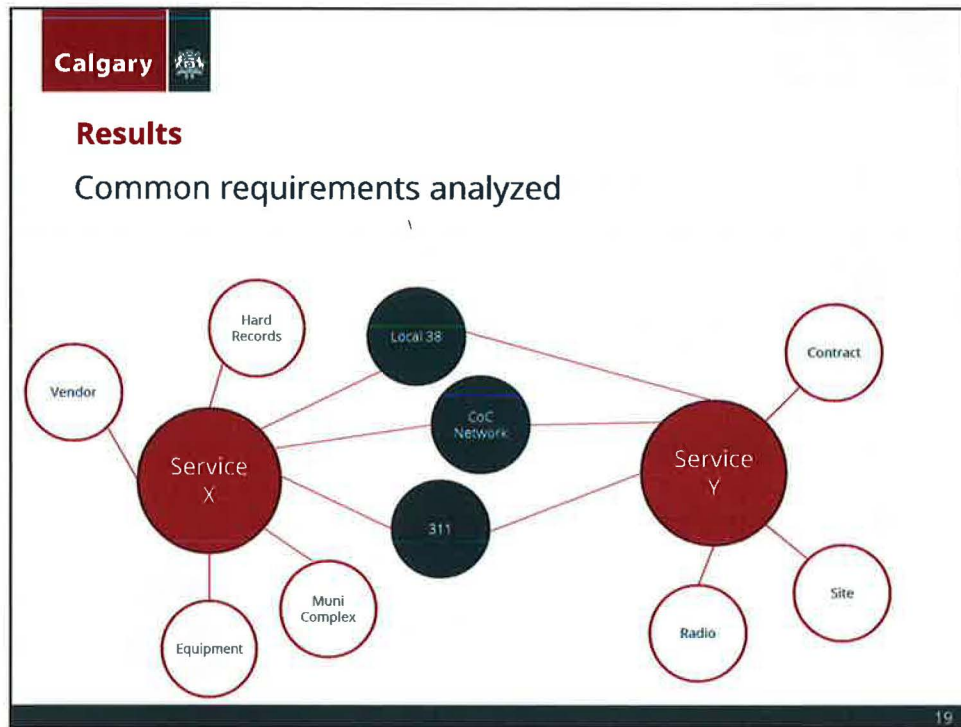 Calgary
Results
Common requirements analyzed
Hard
Records
Local 38
Contract
Vendor
CoC
Network
Service
X
Service
Y
311
Muni
Complex
Site
Equipment
Radio
19